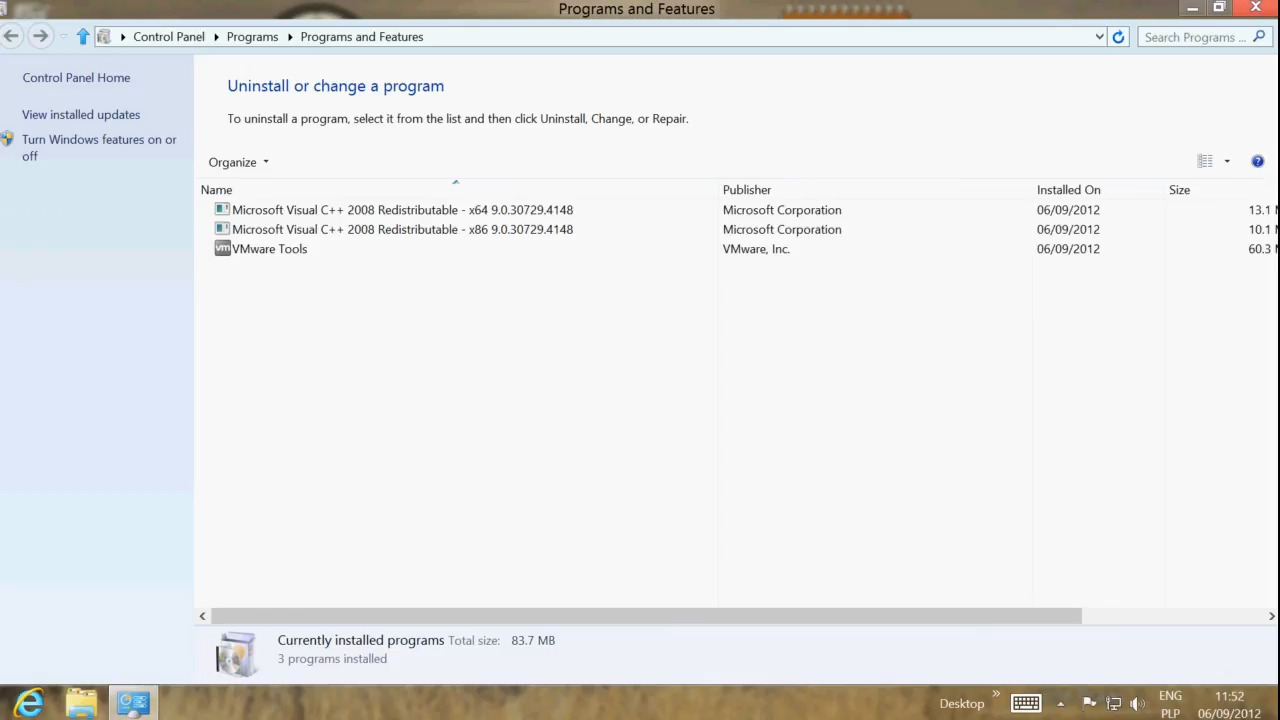 Programs and Features
Control Panel Programs Programs and Features
Search Programs ...
Control Panel Home
View installed updates
Turn Windows features on or
off
Uninstall or change a program
To uninstall a program, select it from the list and then click Uninstall, Change, or Repair.
Organize
Name Publisher Installed On Size
Microsoft Visual C++ 2008 Redistributable - x64 9.0.30729.4148 Microsoft Corporation 06/09/2012 13.1
Microsoft Visual C++ 2008 Redistributable - x86 9.0.30729.4148 Microsoft Corporation 06/09/2012 10.1
vm VMware Tools VMware, Inc. 06/09/2012 60.3
Currently installed programs Total size: 83.7 MB
3 programs installed
Desktop
ENG 11:52
PLP 06/09/2012